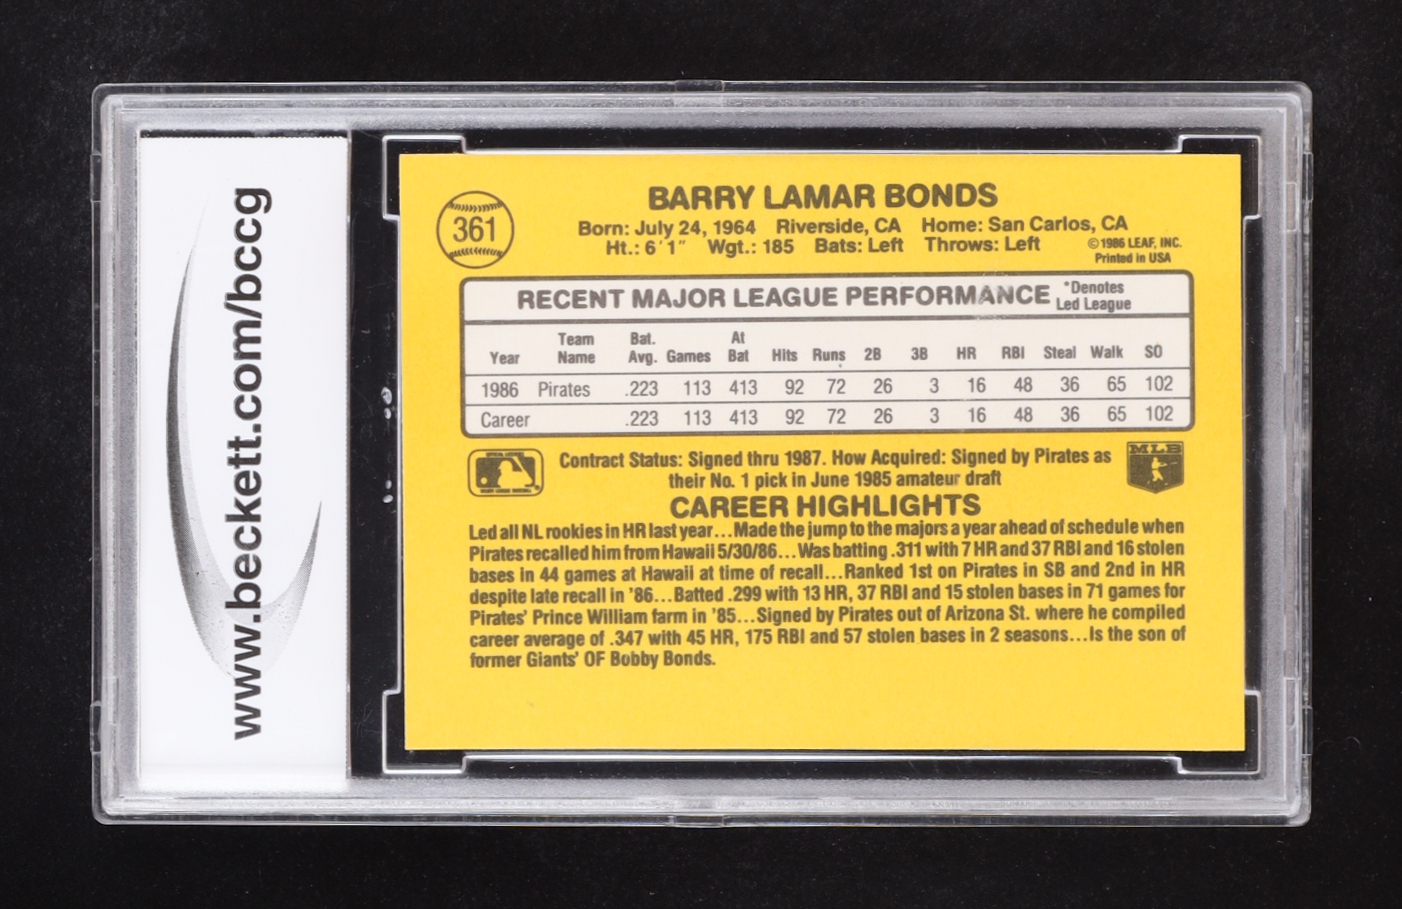 www.beckett.com/bccg
361
BARRY LAMAR BONDS
Born: July 24, 1964 Riverside, CA Home: San Carlos, CA
Ht.: 6'1" Wgt.: 185 Bats: Left Throws: Left
©1986 LEAF, INC.
Printed in USA
RECENT MAJOR LEAGUE PERFORMANCE
*Denotes
Led League
Year Team Name Bat. Avg. Games At Bat Hits Runs 2B 3B HR RBI Steal Walk SO
1986 Pirates .223 113 413 92 72 26 3 16 48 36 65 102
Career .223 113 413 92 72 26 3 16 48 36 65 102
Contract Status: Signed thru 1987. How Acquired: Signed by Pirates as
their No. 1 pick in June 1985 amateur draft
MLB
CAREER HIGHLIGHTS
Led all NL rookies in HR last year...Made the jump to the majors a year ahead of schedule when
Pirates recalled him from Hawaii 5/30/86...Was batting .311 with 7 HR and 37 RBI and 16 stolen
bases in 44 games at Hawaii at time of recall...Ranked 1st on Pirates in SB and 2nd in HR
despite late recall in '86...Batted .299 with 13 HR, 37 RBI and 15 stolen bases in 71 games for
Pirates' Prince William farm in '85...Signed by Pirates out of Arizona St. where he compiled
career average of .347 with 45 HR, 175 RBI and 57 stolen bases in 2 seasons...Is the son of
former Giants' OF Bobby Bonds.